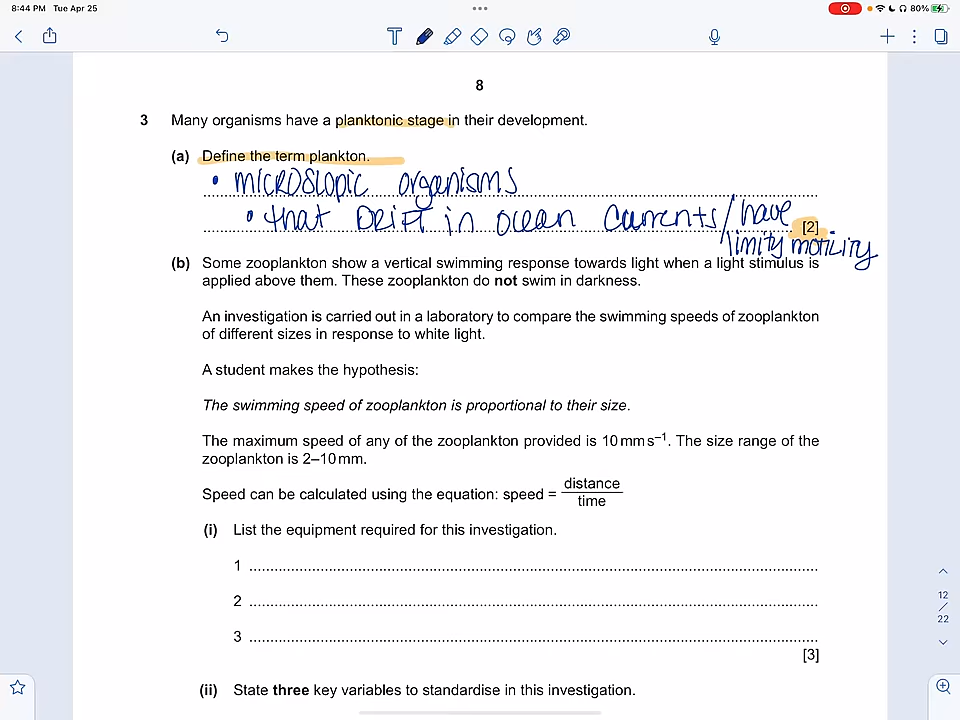 8:44 PM Tue Apr 25
80%
8
3 Many organisms have a planktonic stage in their development.
(a) Define the term plankton.
• microscopic organisms
• that drift in ocean currents / have
[2]
limity motility
(b) Some zooplankton show a vertical swimming response towards light when a light stimulus is
applied above them. These zooplankton do not swim in darkness.
An investigation is carried out in a laboratory to compare the swimming speeds of zooplankton
of different sizes in response to white light.
A student makes the hypothesis:
The swimming speed of zooplankton is proportional to their size.
The maximum speed of any of the zooplankton provided is 10 mm s⁻¹. The size range of the
zooplankton is 2–10 mm.
Speed can be calculated using the equation: speed = distance
time
(i) List the equipment required for this investigation.
1
2
3
[3]
(ii) State three key variables to standardise in this investigation.
12
/
22